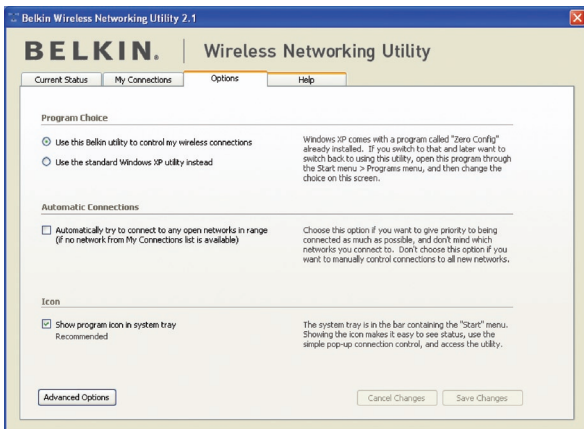 Belkin Wireless Networking Utility 2.1
BELKIN. Wireless Networking Utility
Current Status My Connections Options Help
Program Choice
Use this Belkin utility to control my wireless connections
Use the standard Windows XP utility instead
Windows XP comes with a program called "Zero Config"
already installed. If you switch to that and later want to
switch back to using this utility, open this program through
the Start menu > Programs menu, and then change the
choice on this screen.
Automatic Connections
Automatically try to connect to any open networks in range
(if no network from My Connections list is available)
Choose this option if you want to give priority to being
connected as much as possible, and don't mind which
networks you connect to. Don't choose this option if you
want to manually control connections to all new networks.
Icon
Show program icon in system tray
Recommended
The system tray is in the bar containing the "Start" menu.
Showing the icon makes it easy to see status, use the
simple pop-up connection control, and access the utility.
Advanced Options Cancel Changes Save Changes